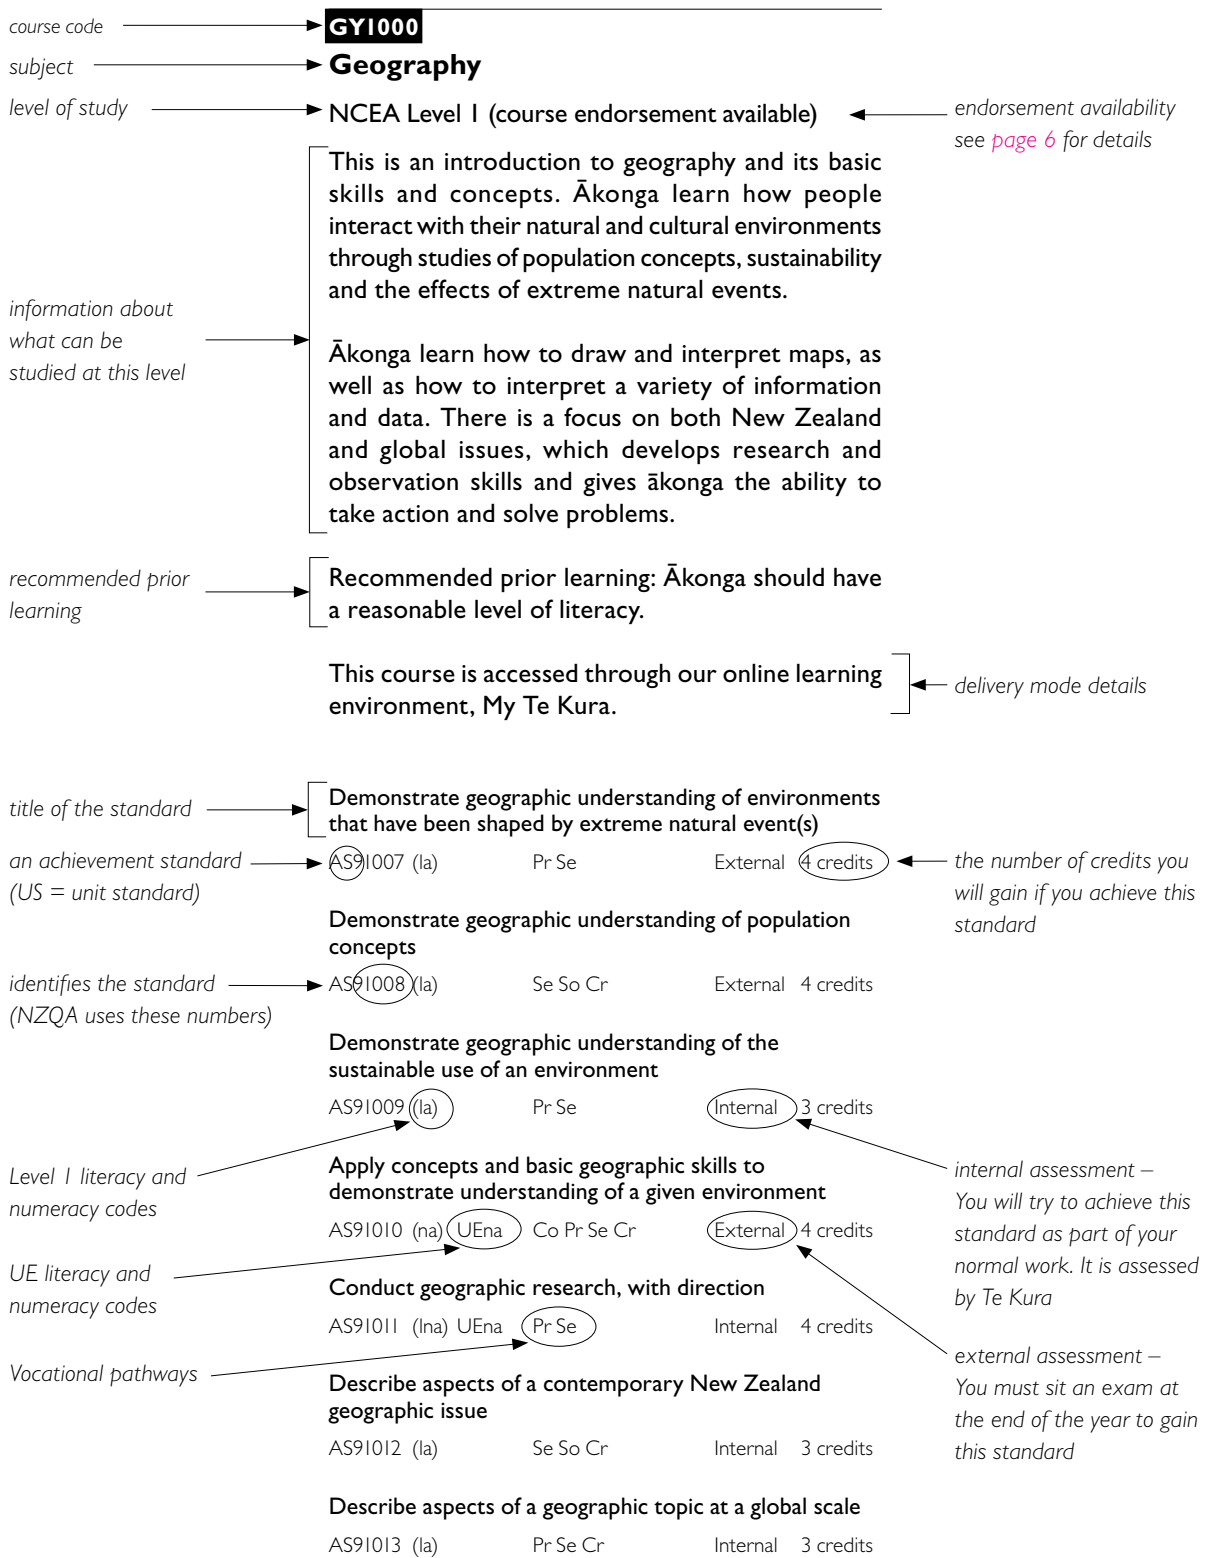 course code
GY1000
subject
Geography
level of study
NCEA Level 1 (course endorsement available)
endorsement availability
see page 6 for details
This is an introduction to geography and its basic
skills and concepts. Ākonga learn how people
interact with their natural and cultural environments
through studies of population concepts, sustainability
and the effects of extreme natural events.
information about
what can be
studied at this level
Ākonga learn how to draw and interpret maps, as
well as how to interpret a variety of information
and data. There is a focus on both New Zealand
and global issues, which develops research and
observation skills and gives ākonga the ability to
take action and solve problems.
recommended prior
learning
Recommended prior learning: Ākonga should have
a reasonable level of literacy.
This course is accessed through our online learning
environment, My Te Kura.
delivery mode details
title of the standard
Demonstrate geographic understanding of environments
that have been shaped by extreme natural event(s)
an achievement standard
(US = unit standard)
AS91007 (la) Pr Se External 4 credits
the number of credits you
will gain if you achieve this
standard
Demonstrate geographic understanding of population
concepts
identifies the standard
(NZQA uses these numbers)
AS91008 (la) Se So Cr External 4 credits
Demonstrate geographic understanding of the
sustainable use of an environment
AS91009 (la) Pr Se Internal 3 credits
Level 1 literacy and
numeracy codes
Apply concepts and basic geographic skills to
demonstrate understanding of a given environment
internal assessment –
You will try to achieve this
standard as part of your
normal work. It is assessed
by Te Kura
AS91010 (na) UEna Co Pr Se Cr External 4 credits
UE literacy and
numeracy codes
Conduct geographic research, with direction
AS91011 (lna) UEna Pr Se Internal 4 credits
Vocational pathways
external assessment –
You must sit an exam at
the end of the year to gain
this standard
Describe aspects of a contemporary New Zealand
geographic issue
AS91012 (la) Se So Cr Internal 3 credits
Describe aspects of a geographic topic at a global scale
AS91013 (la) Pr Se Cr Internal 3 credits